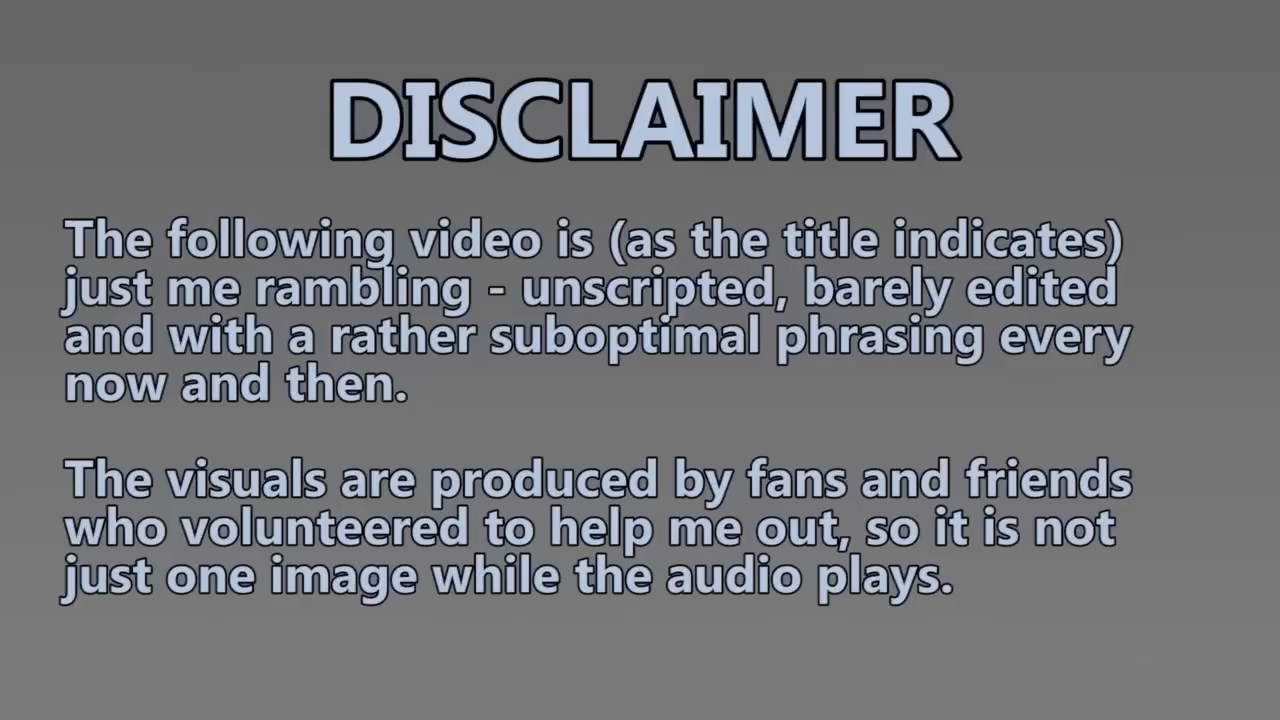 DISCLAIMER
The following video is (as the title indicates)
just me rambling - unscripted, barely edited
and with a rather suboptimal phrasing every
now and then.
The visuals are produced by fans and friends
who volunteered to help me out, so it is not
just one image while the audio plays.